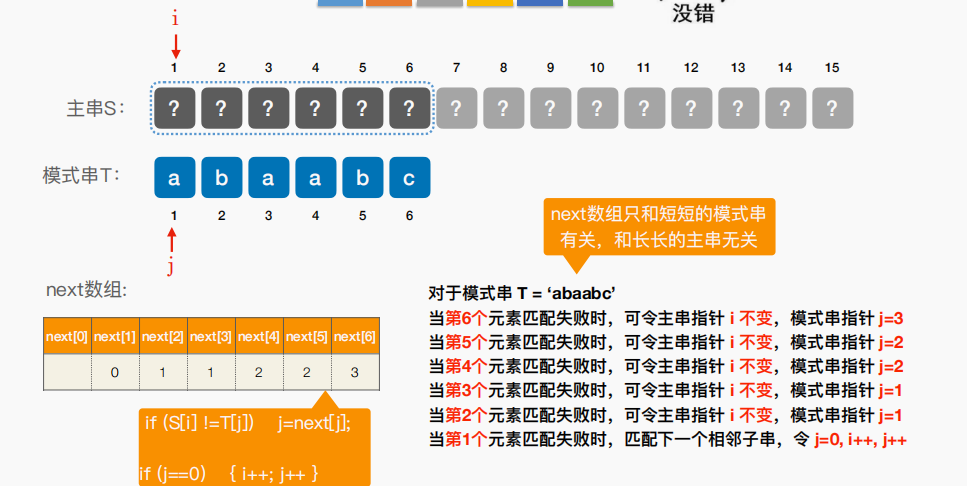 没错
i
1 2 3 4 5 6 7 8 9 10 11 12 13 14 15
主串S： ? ? ? ? ? ? ? ? ? ? ? ? ? ? ?
模式串T： a b a a b c
1 2 3 4 5 6
j
next数组只和短短的模式串
有关，和长长的主串无关
next数组:
next[0] next[1] next[2] next[3] next[4] next[5] next[6]
0 1 1 2 2 3
if (S[i] !=T[j]) j=next[j];
if (j==0) { i++; j++ }
对于模式串 T = ‘abaabc’
当第6个元素匹配失败时，可令主串指针 i 不变，模式串指针 j=3
当第5个元素匹配失败时，可令主串指针 i 不变，模式串指针 j=2
当第4个元素匹配失败时，可令主串指针 i 不变，模式串指针 j=2
当第3个元素匹配失败时，可令主串指针 i 不变，模式串指针 j=1
当第2个元素匹配失败时，可令主串指针 i 不变，模式串指针 j=1
当第1个元素匹配失败时，匹配下一个相邻子串，令 j=0, i++, j++